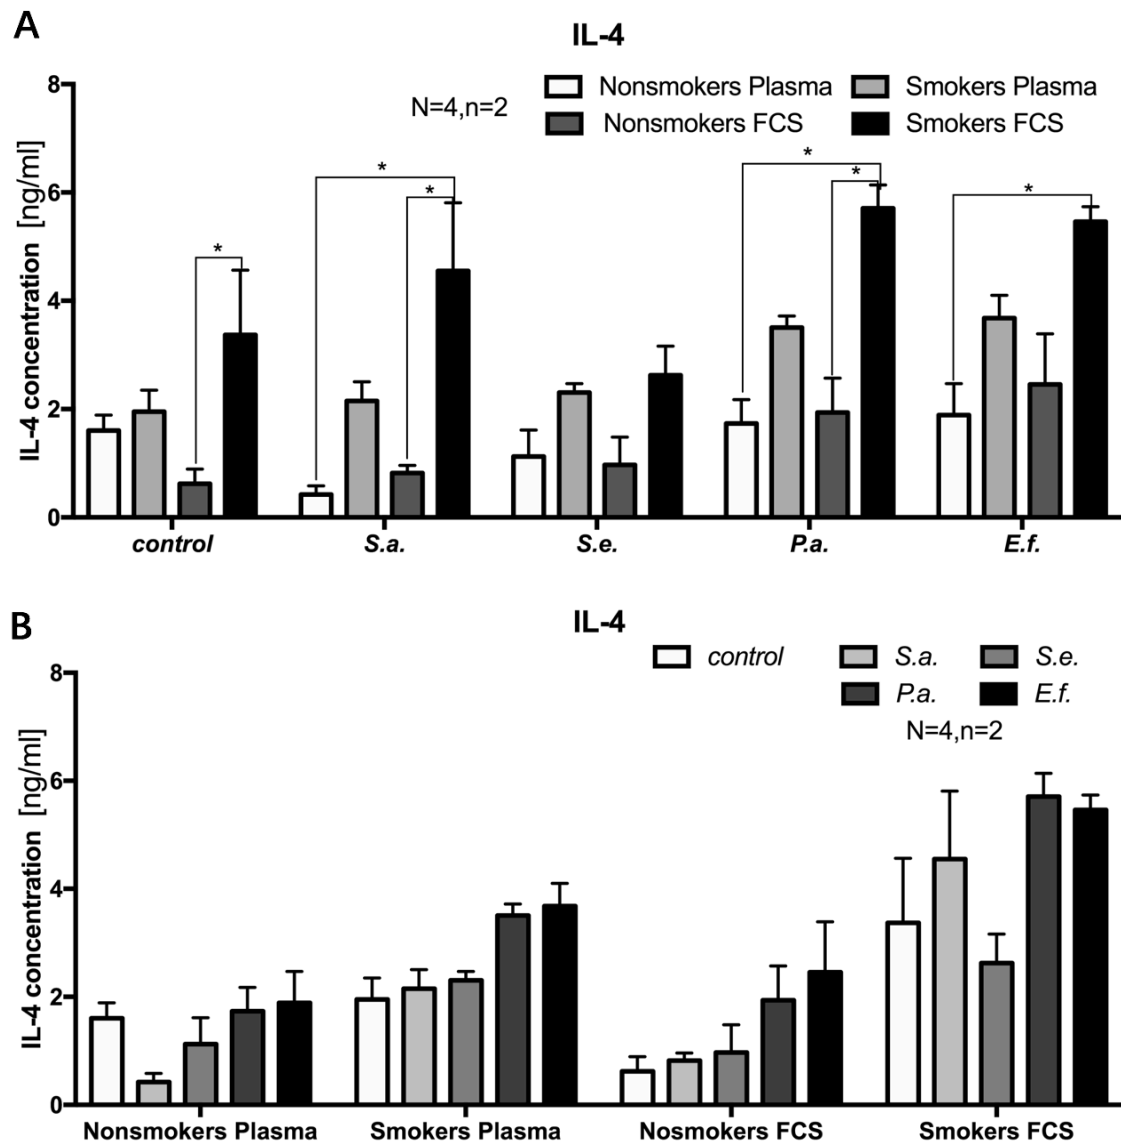 A
IL-4
8
6
4
2
0
IL-4 concentration [ng/ml]
N=4,n=2
Nonsmokers Plasma
Smokers Plasma
Nonsmokers FCS
Smokers FCS
*
*
*
*
*
*
control
S.a.
S.e.
P.a.
E.f.
B
IL-4
control
S.a.
S.e.
P.a.
E.f.
N=4,n=2
8
6
4
2
0
IL-4 concentration [ng/ml]
Nonsmokers Plasma
Smokers Plasma
Nosmokers FCS
Smokers FCS